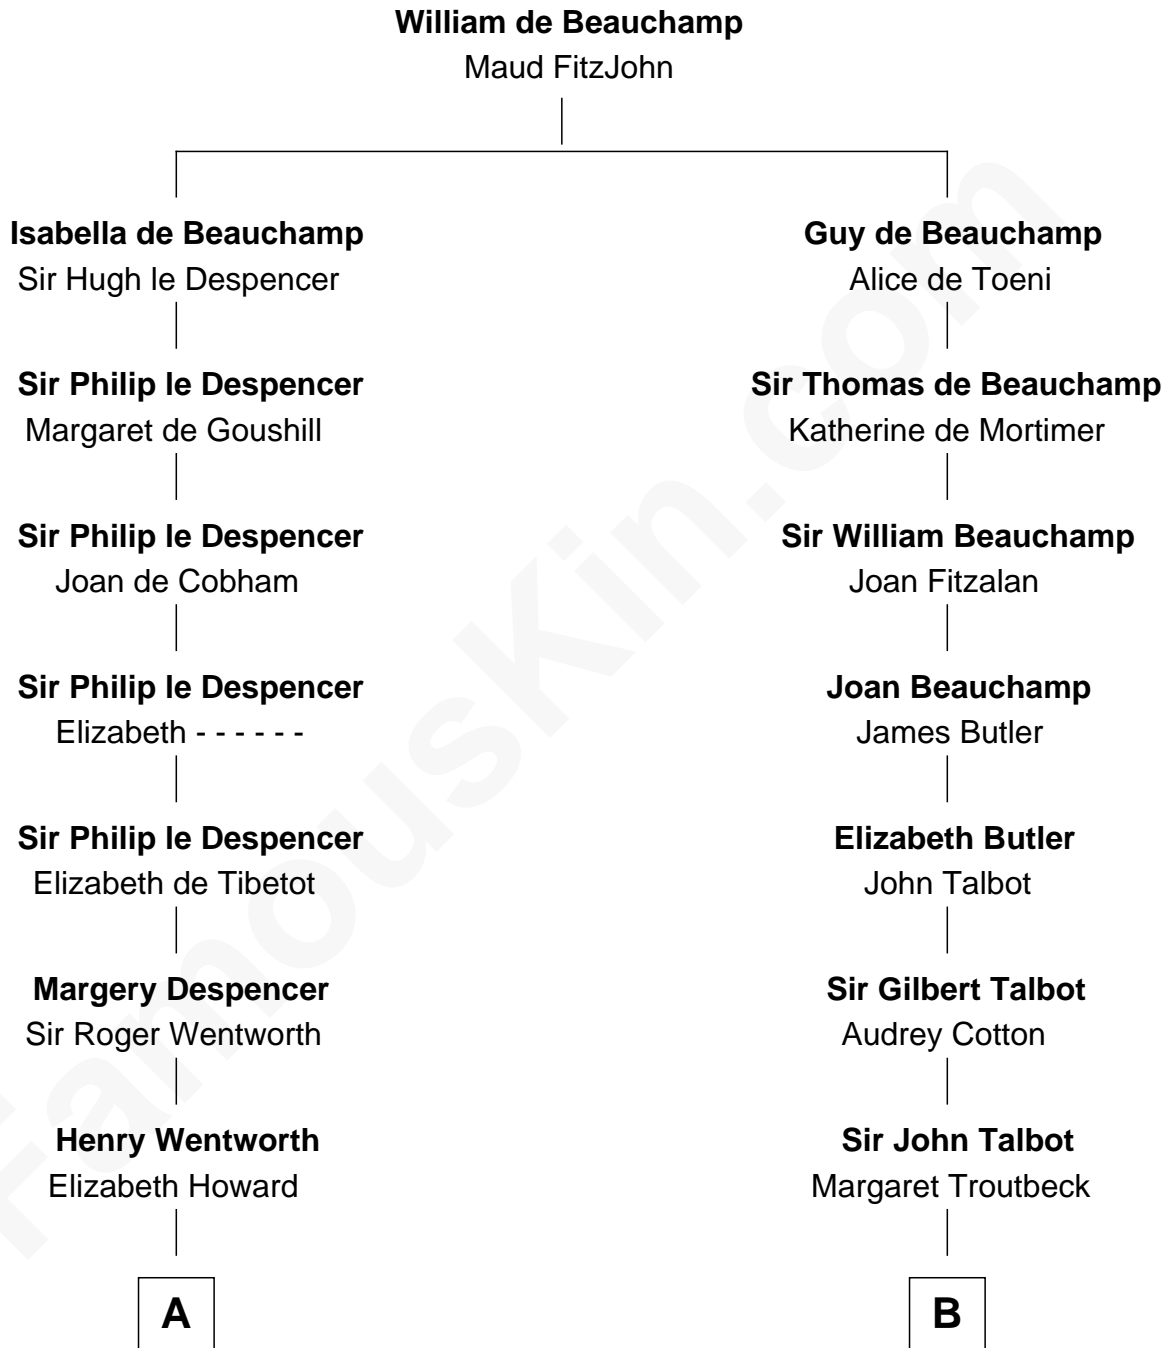 William de Beauchamp
Maud FitzJohn
Isabella de Beauchamp
Sir Hugh le Despencer
Guy de Beauchamp
Alice de Toeni
Sir Philip le Despencer
Margaret de Goushill
Sir Thomas de Beauchamp
Katherine de Mortimer
Sir Philip le Despencer
Joan de Cobham
Sir William Beauchamp
Joan Fitzalan
Sir Philip le Despencer
Elizabeth - - - - - -
Joan Beauchamp
James Butler
Sir Philip le Despencer
Elizabeth de Tibetot
Elizabeth Butler
John Talbot
Margery Despencer
Sir Roger Wentworth
Sir Gilbert Talbot
Audrey Cotton
Henry Wentworth
Elizabeth Howard
Sir John Talbot
Margaret Troutbeck
A
B
FamousKin.com